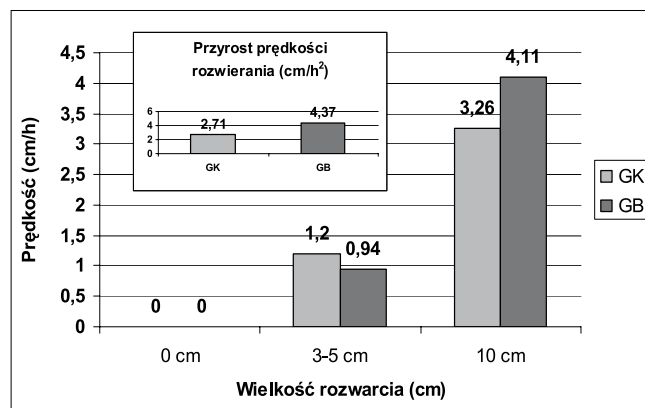 Przyrost prędkości
rozwierania (cm/h²)
6
4
2
0
2,71
4,37
GK
GB
Prędkość (cm/h)
4,5
4
3,5
3
2,5
2
1,5
1
0,5
0
0
0
1,2
0,94
3,26
4,11
0 cm
3-5 cm
10 cm
Wielkość rozwarcia (cm)
GK
GB